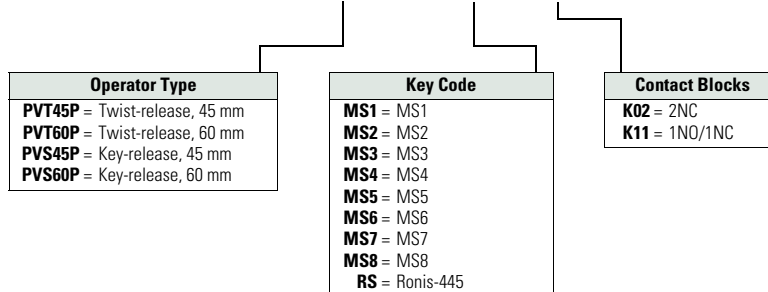 Operator Type
PVT45P = Twist-release, 45 mm
PVT60P = Twist-release, 60 mm
PVS45P = Key-release, 45 mm
PVS60P = Key-release, 60 mm
Key Code
MS1 = MS1
MS2 = MS2
MS3 = MS3
MS4 = MS4
MS5 = MS5
MS6 = MS6
MS7 = MS7
MS8 = MS8
RS = Ronis-445
Contact Blocks
K02 = 2NC
K11 = 1NO/1NC